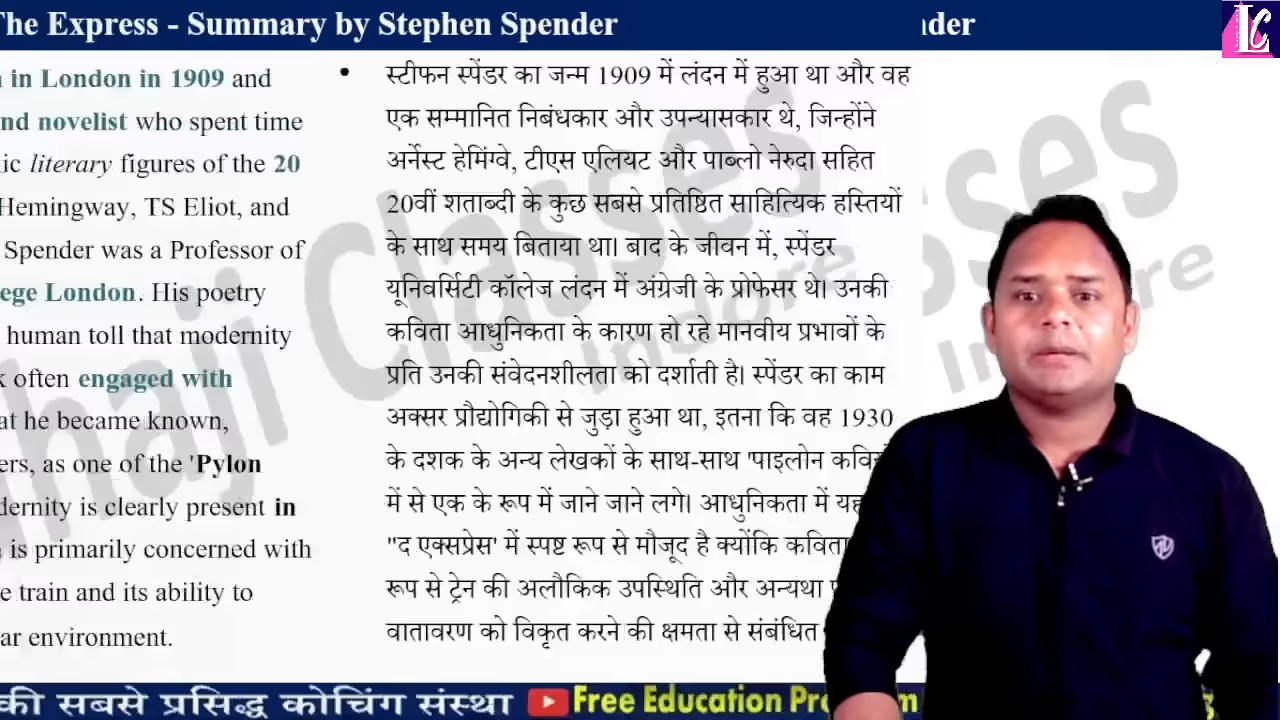 The Express - Summary by Stephen Spender
nder
LC
in London in 1909 and
nd novelist who spent time
ic literary figures of the 20
Hemingway, TS Eliot, and
Spender was a Professor of
ege London. His poetry
human toll that modernity
k often engaged with
at he became known,
ers, as one of the 'Pylon
dernity is clearly present in
is primarily concerned with
e train and its ability to
ar environment.
• स्टीफन स्पेंडर का जन्म 1909 में लंदन में हुआ था और वह
एक सम्मानित निबंधकार और उपन्यासकार थे, जिन्होंने
अर्नेस्ट हेमिंग्वे, टीएस एलियट और पाब्लो नेरुदा सहित
20वीं शताब्दी के कुछ सबसे प्रतिष्ठित साहित्यिक हस्तियों
के साथ समय बिताया था। बाद के जीवन में, स्पेंडर
यूनिवर्सिटी कॉलेज लंदन में अंग्रेजी के प्रोफेसर थे। उनकी
कविता आधुनिकता के कारण हो रहे मानवीय प्रभावों के
प्रति उनकी संवेदनशीलता को दर्शाती है। स्पेंडर का काम
अक्सर प्रौद्योगिकी से जुड़ा हुआ था, इतना कि वह 1930
के दशक के अन्य लेखकों के साथ-साथ 'पाइलोन
में से एक के रूप में जाने जाने लगे। आधुनिकता में यह
"द एक्सप्रेस' में स्पष्ट रूप से मौजूद है क्योंकि कविता
रूप से ट्रेन की अलौकिक उपस्थिति और अन्यथा
वातावरण को विकृत करने की क्षमता से संबंधित
haji Classes
Indore
की सबसे प्रसिद्ध कोचिंग संस्था Free Education